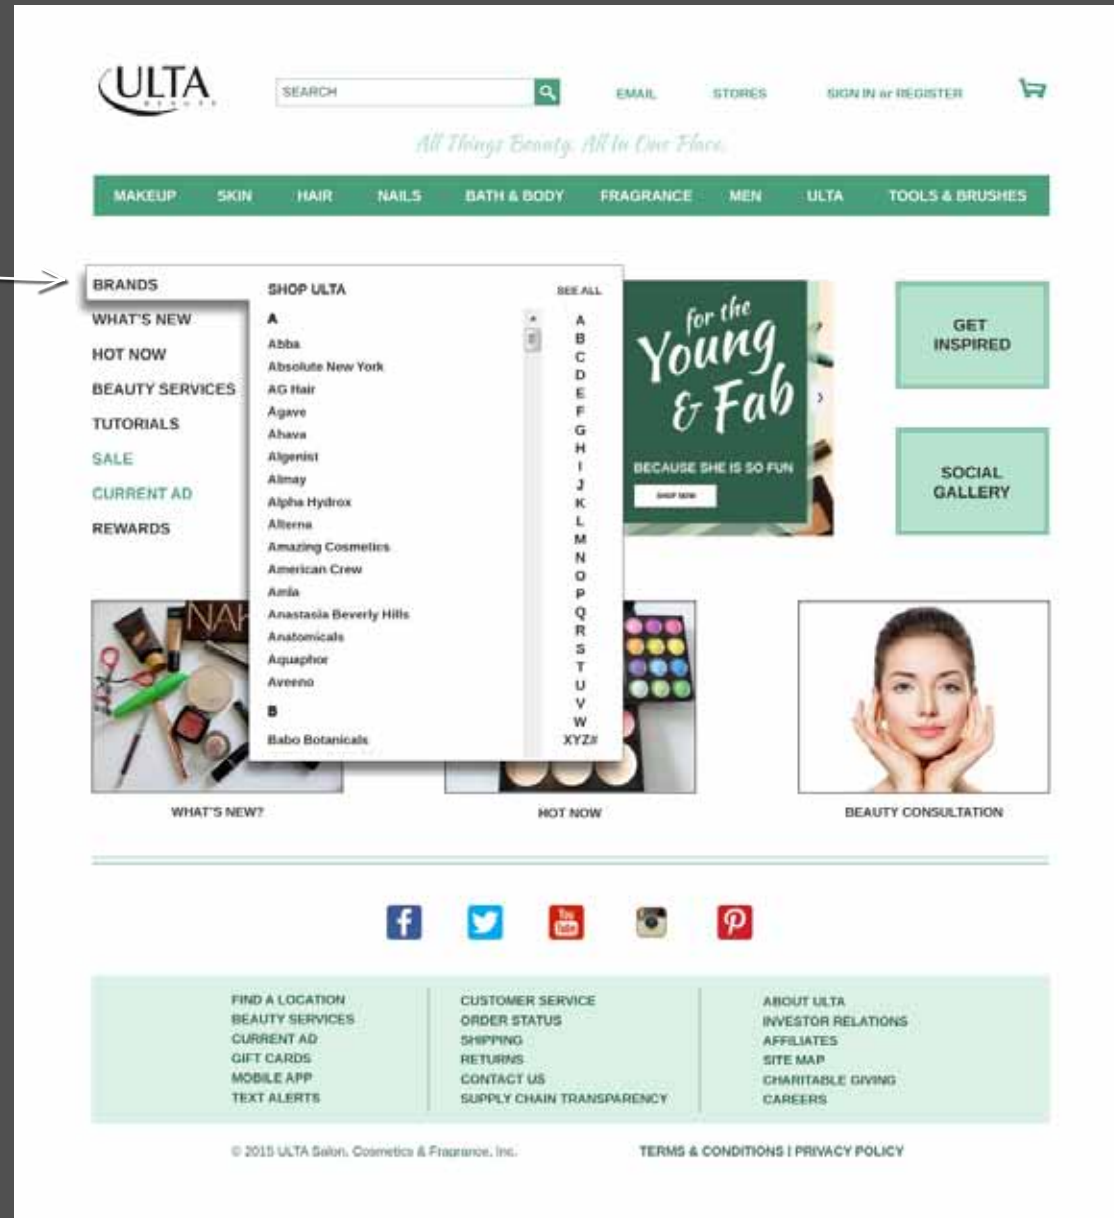 ULTA
BEAUTY
SEARCH
EMAIL
STORES
SIGN IN or REGISTER
All Things Beauty. All In One Place.
MAKEUP SKIN HAIR NAILS BATH & BODY FRAGRANCE MEN ULTA TOOLS & BRUSHES
BRANDS
WHAT'S NEW
HOT NOW
BEAUTY SERVICES
TUTORIALS
SALE
CURRENT AD
REWARDS
SHOP ULTA
A
Abba
Absolute New York
AG Hair
Agave
Ahava
Algenist
Almay
Alpha Hydrox
Alterna
Amazing Cosmetics
American Crew
Amla
Anastasia Beverly Hills
Anatomicals
Aquaphor
Aveeno
B
Babo Botanicals
SEE ALL
A
B
C
D
E
F
G
H
I
J
K
L
M
N
O
P
Q
R
S
T
U
V
W
XYZ#
for the
Young
& Fab
BECAUSE SHE IS SO FUN
SHOP NOW
GET
INSPIRED
SOCIAL
GALLERY
NAK
WHAT'S NEW?
HOT NOW
BEAUTY CONSULTATION
You
Tube
FIND A LOCATION
BEAUTY SERVICES
CURRENT AD
GIFT CARDS
MOBILE APP
TEXT ALERTS
CUSTOMER SERVICE
ORDER STATUS
SHIPPING
RETURNS
CONTACT US
SUPPLY CHAIN TRANSPARENCY
ABOUT ULTA
INVESTOR RELATIONS
AFFILIATES
SITE MAP
CHARITABLE GIVING
CAREERS
© 2015 ULTA Salon, Cosmetics & Fragrance, Inc.
TERMS & CONDITIONS | PRIVACY POLICY